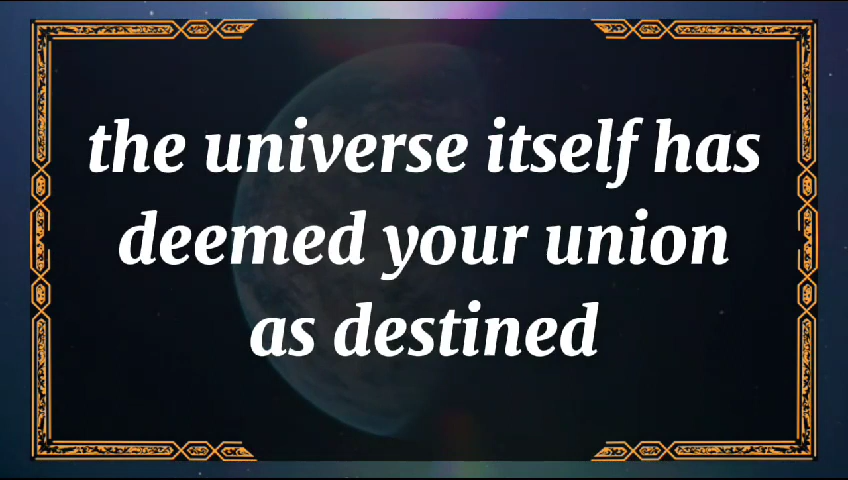 the universe itself has
deemed your union
as destined